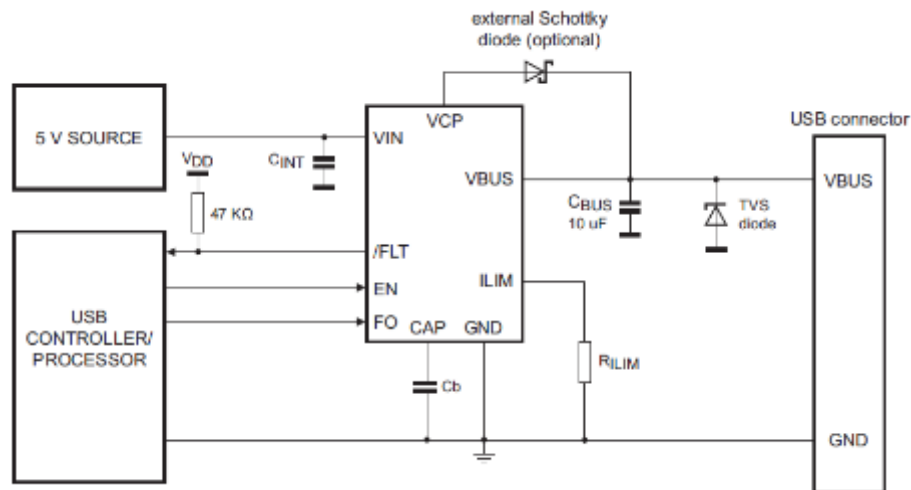 external Schottky
diode (optional)
USB connector
5 V SOURCE
VIN
VCP
CINT
VDD
VBUS
VBUS
CBUS
10 uF
TVS
diode
47 KΩ
/FLT
ILIM
EN
USB
CONTROLLER/
PROCESSOR
FO
CAP
GND
RILIM
Cb
GND